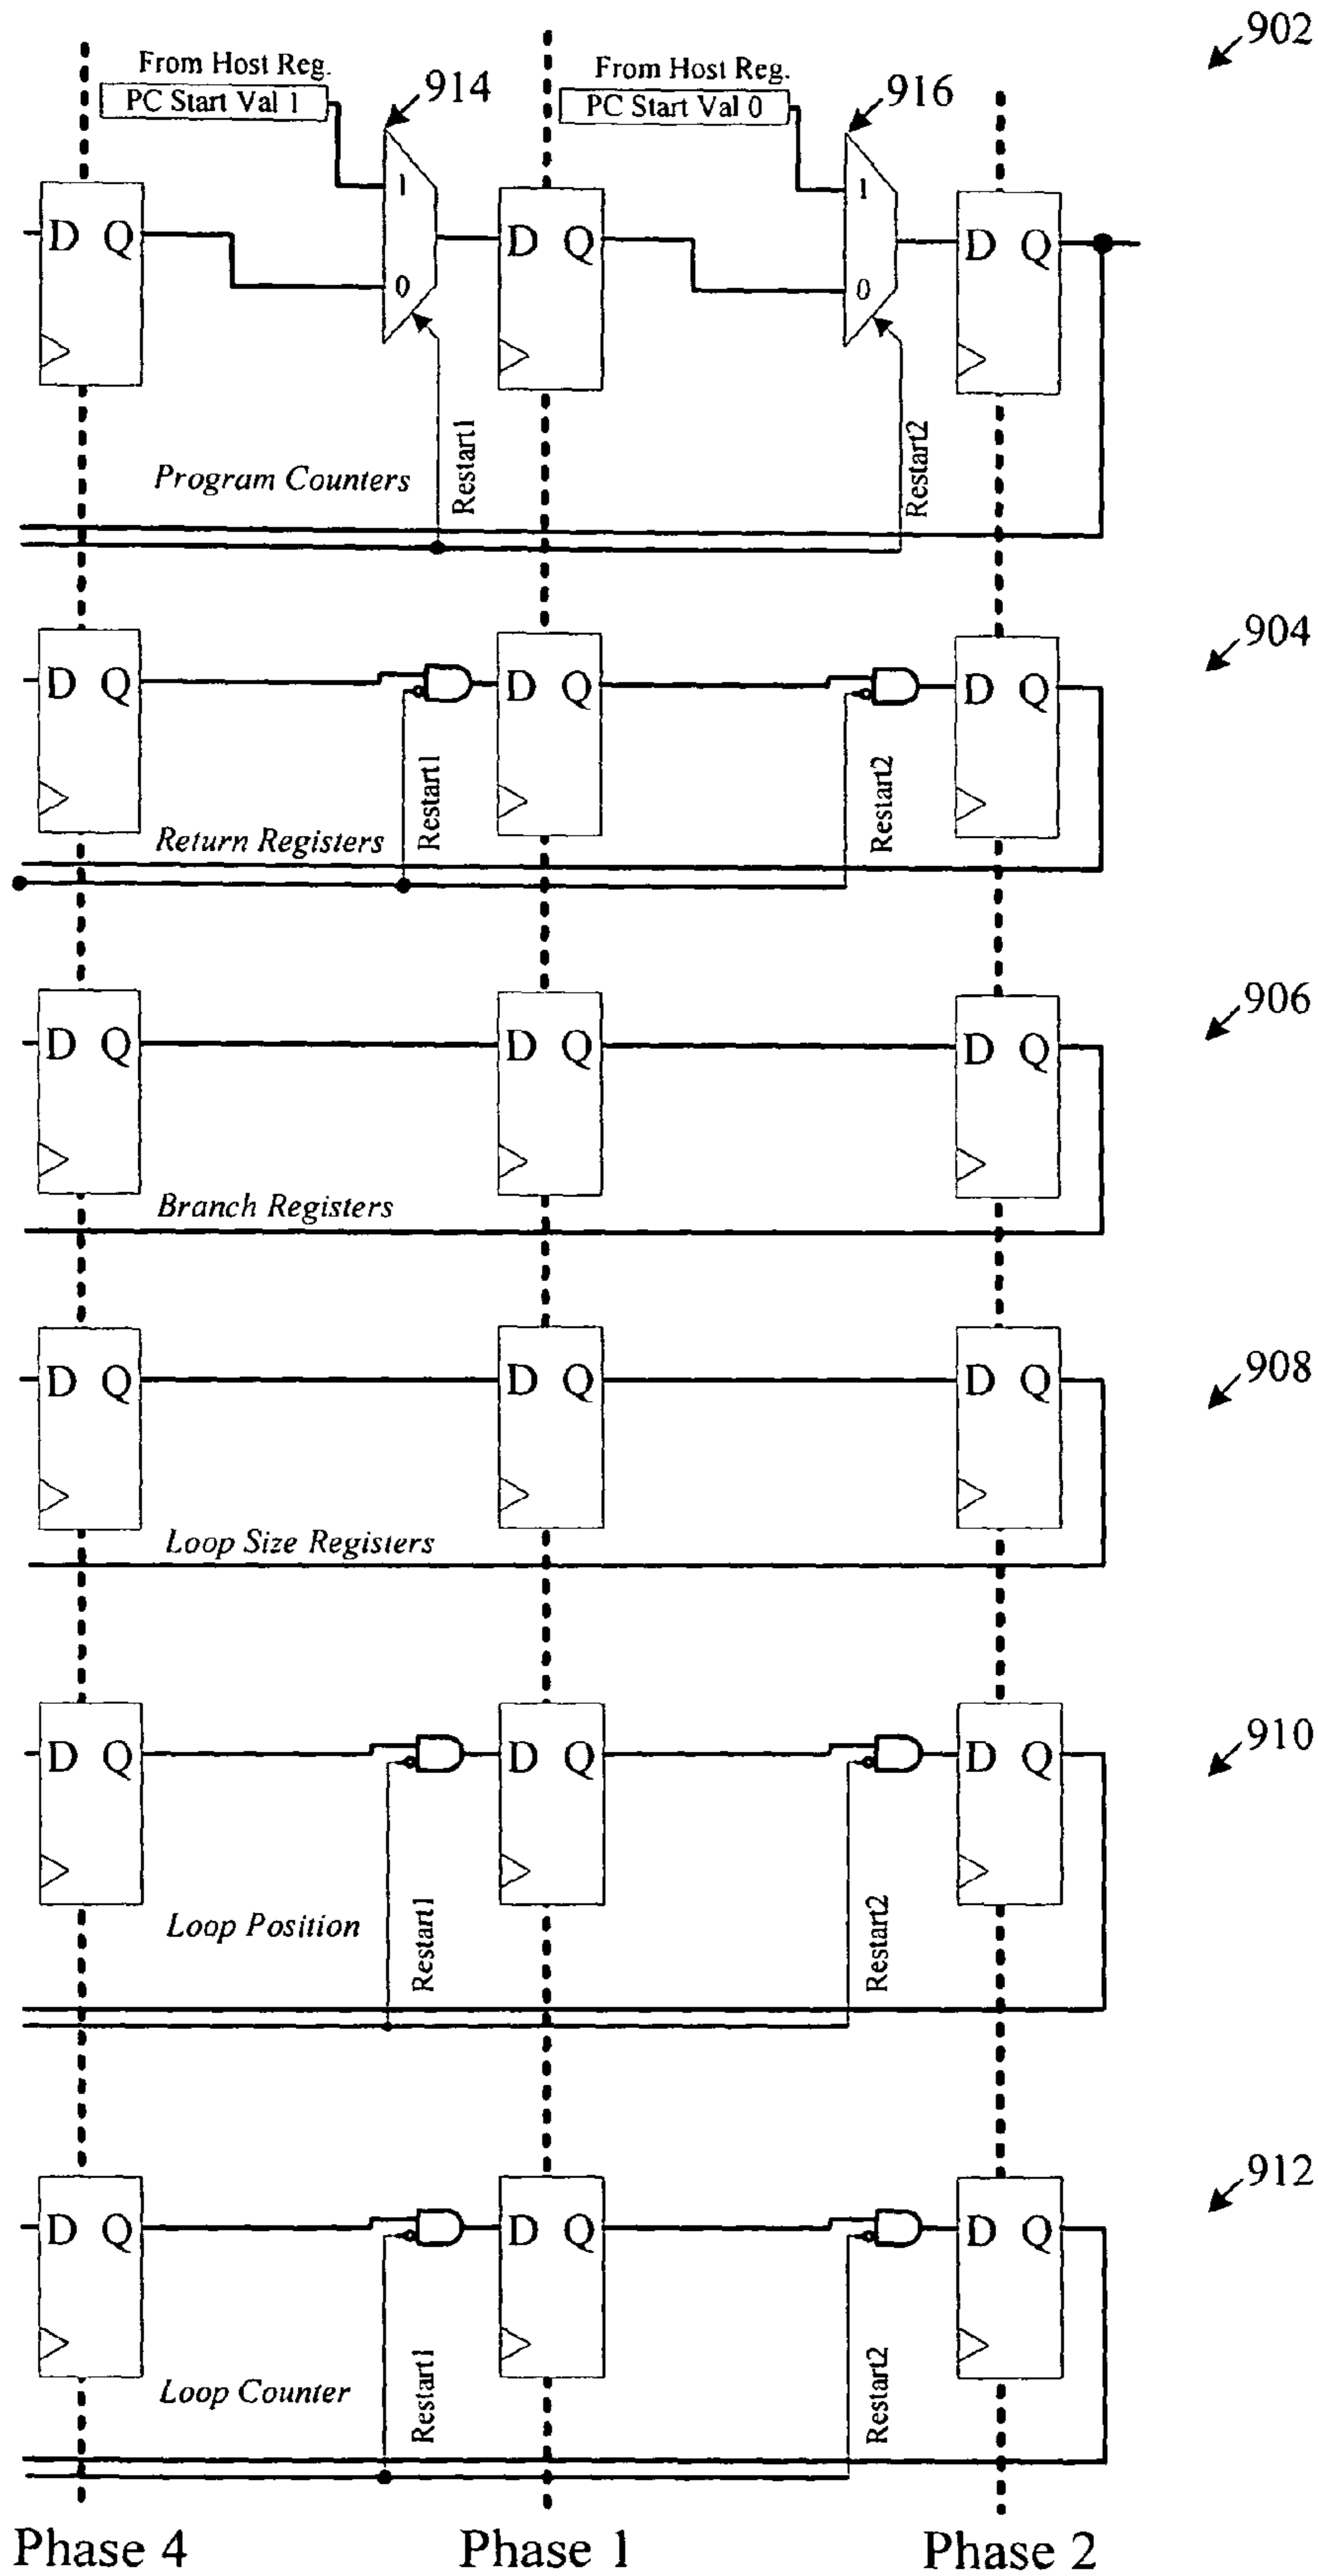 902
From Host Reg.
PC Start Val 1
914
From Host Reg.
PC Start Val 0
916
1
1
D Q
D Q
D Q
0
0
Restart1
Restart2
Program Counters
904
D Q
D Q
D Q
Restart1
Restart2
Return Registers
906
D Q
D Q
D Q
Branch Registers
908
D Q
D Q
D Q
Loop Size Registers
910
D Q
D Q
D Q
Restart1
Restart2
Loop Position
912
D Q
D Q
D Q
Restart1
Restart2
Loop Counter
Phase 4
Phase 1
Phase 2